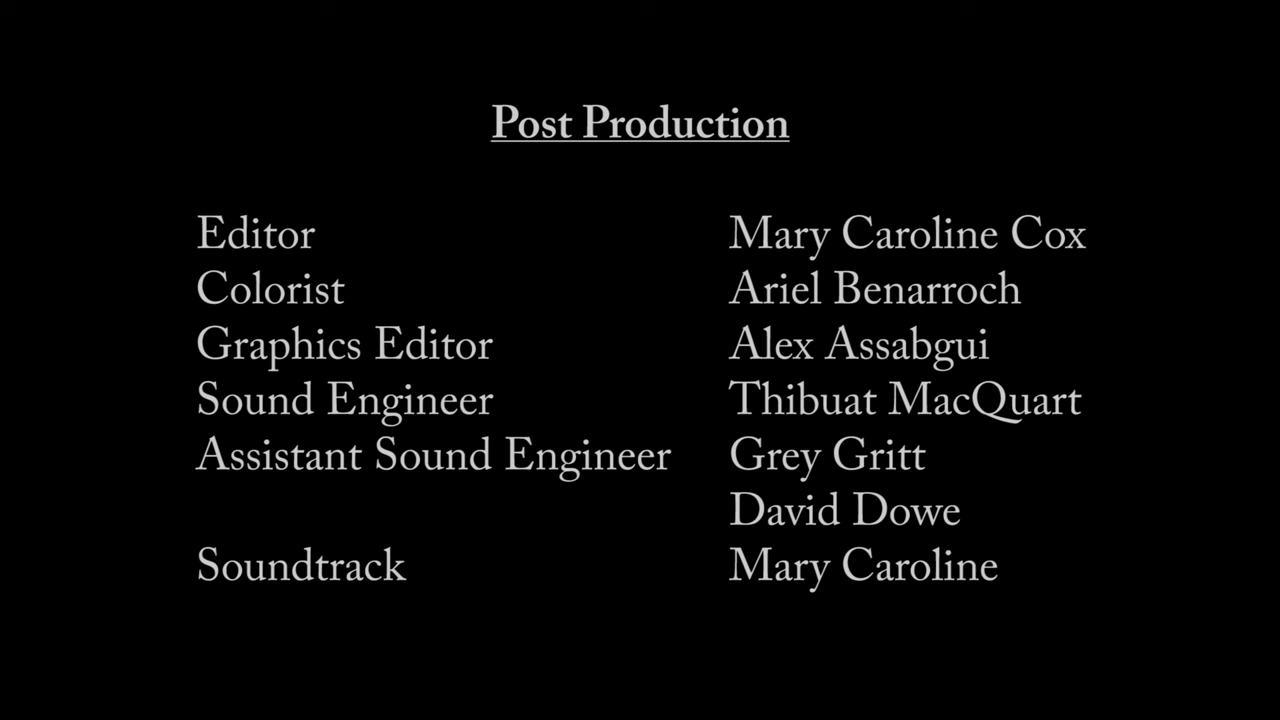 Post Production
Editor Mary Caroline Cox
Colorist Ariel Benarroch
Graphics Editor Alex Assabgui
Sound Engineer Thibuat MacQuart
Assistant Sound Engineer Grey Gritt
David Dowe
Soundtrack Mary Caroline